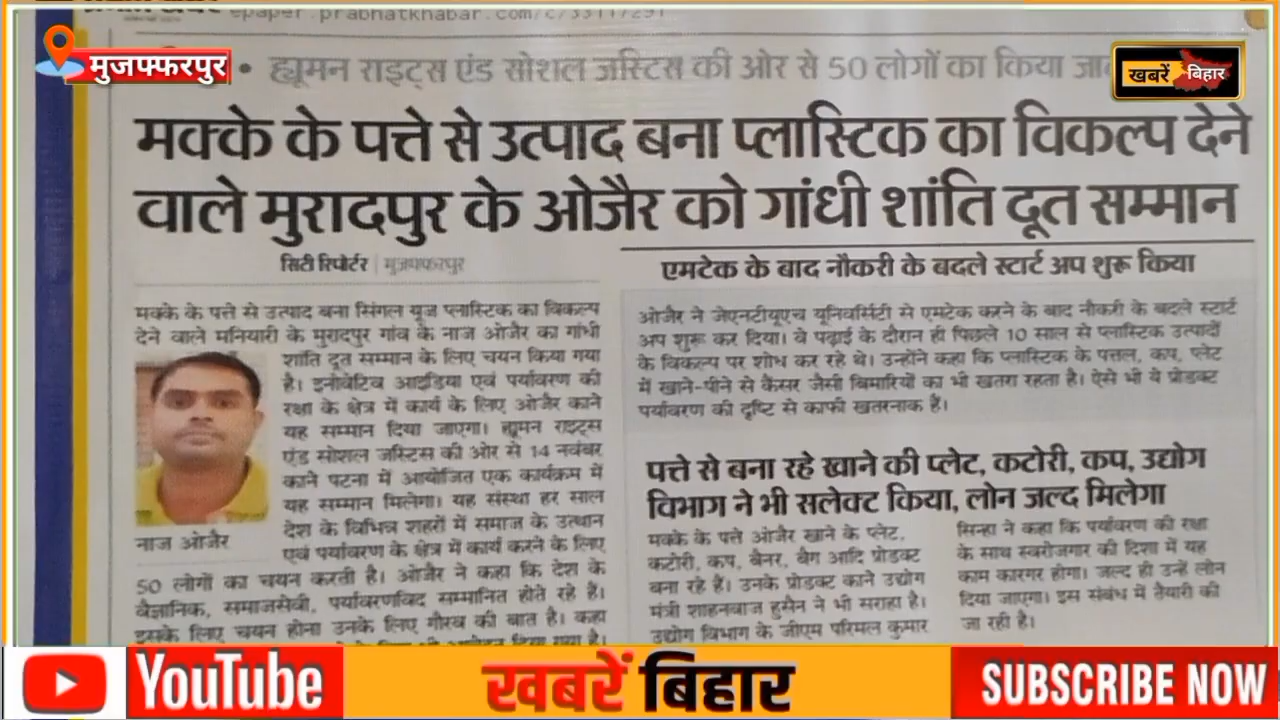 epaper.prabhatkhabar.com/c/33117291
मुजफ्फरपुर
• ह्यूमन राइट्स एंड सोशल जस्टिस की ओर से 50 लोगों का किया
खबरें बिहार
मक्के के पत्ते से उत्पाद बना प्लास्टिक का विकल्प देने
वाले मुरादपुर के ओजैर को गांधी शांति दूत सम्मान
सिटी रिपोर्टर | मुजफ्फरपुर
मक्के के पत्ते से उत्पाद बना सिंगल यूज प्लास्टिक का विकल्प
देने वाले मनियारी के मुरादपुर गांव के नाज ओजैर का गांधी
शांति दूत सम्मान के लिए चयन किया गया
है। इनोवेटिव आइडिया एवं पर्यावरण की
रक्षा के क्षेत्र में कार्य के लिए ओजैर काने
यह सम्मान दिया जाएगा। ह्यूमन राइट्स
एंड सोशल जस्टिस की ओर से 14 नवंबर
काने पटना में आयोजित एक कार्यक्रम में
यह सम्मान मिलेगा। यह संस्था हर साल
देश के विभिन्न शहरों में समाज के उत्थान
एवं पर्यावरण के क्षेत्र में कार्य करने के लिए
नाज ओजैर
50 लोगों का चयन करती है। ओजैर ने कहा कि देश के
वैज्ञानिक, समाजसेवी, पर्यावरणविद सम्मानित होते रहे हैं।
इसके लिए चयन होना उनके लिए गौरव की बात है। कहा
एमटेक के बाद नौकरी के बदले स्टार्ट अप शुरू किया
ओजैर ने जेएनटीयूएच यूनिवर्सिटी से एमटेक करने के बाद नौकरी के बदले स्टार्ट
अप शुरू कर दिया। वे पढ़ाई के दौरान ही पिछले 10 साल से प्लास्टिक उत्पादों
के विकल्प पर शोध कर रहे थे। उन्होंने कहा कि प्लास्टिक के पत्तल, कप, प्लेट
में खाने-पीने से कैंसर जैसी बिमारियों का भी खतरा रहता है। ऐसे भी ये प्रोडक्ट
पर्यावरण की दृष्टि से काफी खतरनाक हैं।
पत्ते से बना रहे खाने की प्लेट, कटोरी, कप, उद्योग
विभाग ने भी सलेक्ट किया, लोन जल्द मिलेगा
मक्के के पत्ते ओजैर खाने के प्लेट,
कटोरी, कप, बैनर, बैग आदि प्रोडक्ट
बना रहे हैं। उनके प्रोडक्ट काने उद्योग
मंत्री शाहनवाज हुसैन ने भी सराहा है।
उद्योग विभाग के जीएम परिमल कुमार
सिन्हा ने कहा कि पर्यावरण की रक्षा
के साथ स्वरोजगार की दिशा में यह
काम कारगर होगा। जल्द ही उन्हें लोन
दिया जाएगा। इस संबंध में तैयारी की
जा रही है।
YouTube
खबरें बिहार
SUBSCRIBE NOW